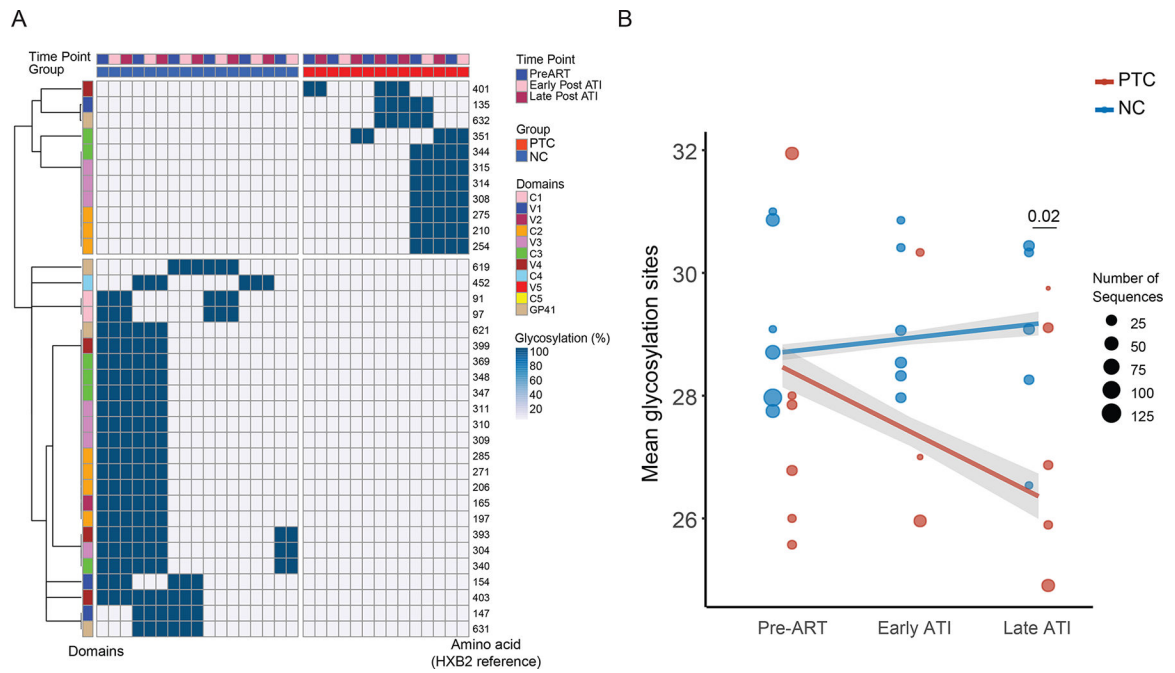 A
Time Point
Group
401
135
632
351
344
315
314
308
275
210
254
619
452
91
97
621
399
369
348
347
311
310
309
285
271
206
165
197
393
304
340
154
403
147
631
Domains
Amino acid
(HXB2 reference)
Time Point
PreART
Early Post ATI
Late Post ATI
Group
PTC
NC
Domains
C1
V1
V2
C2
V3
C3
V4
C4
V5
C5
GP41
Glycosylation (%)
100
80
60
40
20
B
PTC
NC
Mean glycosylation sites
32
30
28
26
0.02
Pre-ART
Early ATI
Late ATI
Number of
Sequences
25
50
75
100
125